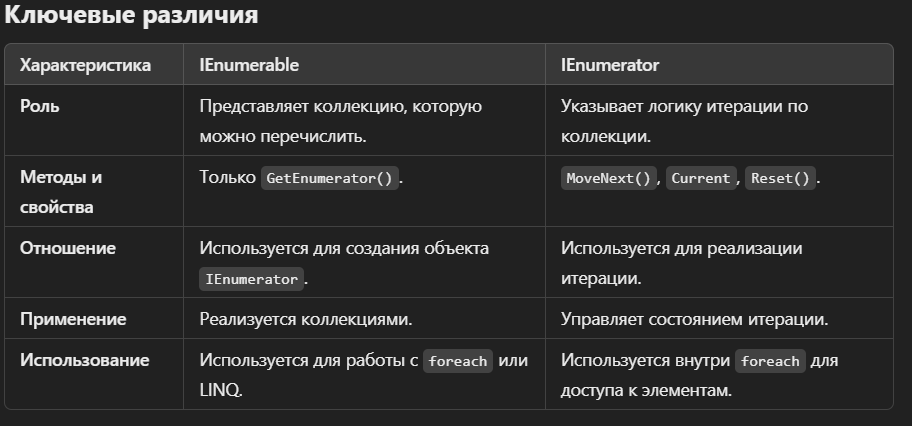 Ключевые различия
Характеристика IEnumerable IEnumerator
Роль Представляет коллекцию, которую можно перечислить. Указывает логику итерации по коллекции.
Методы и свойства Только GetEnumerator(). MoveNext(), Current, Reset().
Отношение Используется для создания объекта IEnumerator. Используется для реализации итерации.
Применение Реализуется коллекциями. Управляет состоянием итерации.
Использование Используется для работы с foreach или LINQ. Используется внутри foreach для доступа к элементам.